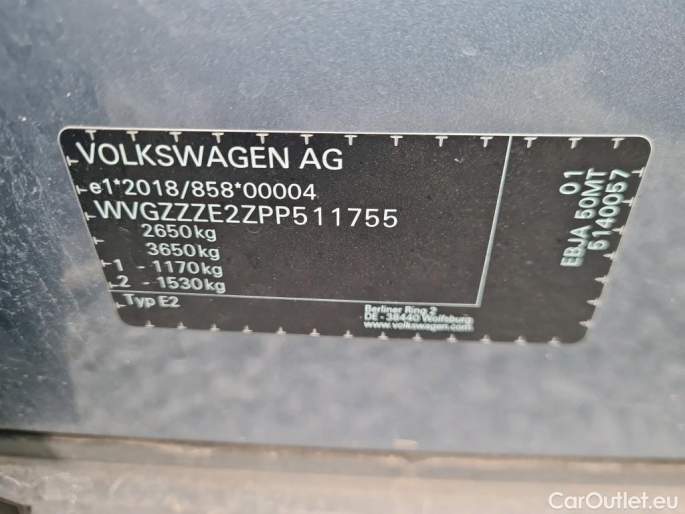 VOLKSWAGEN AG
e1*2018/858*00004
WVGZZZE2ZPP511755
2650kg
3650kg
1 - 1170kg
2 - 1530kg
Typ E2
Berliner Ring 2
DE - 38440 Wolfsburg
www.volkswagen.com
01
EBJA 50MT
5140057
CarOutlet.eu